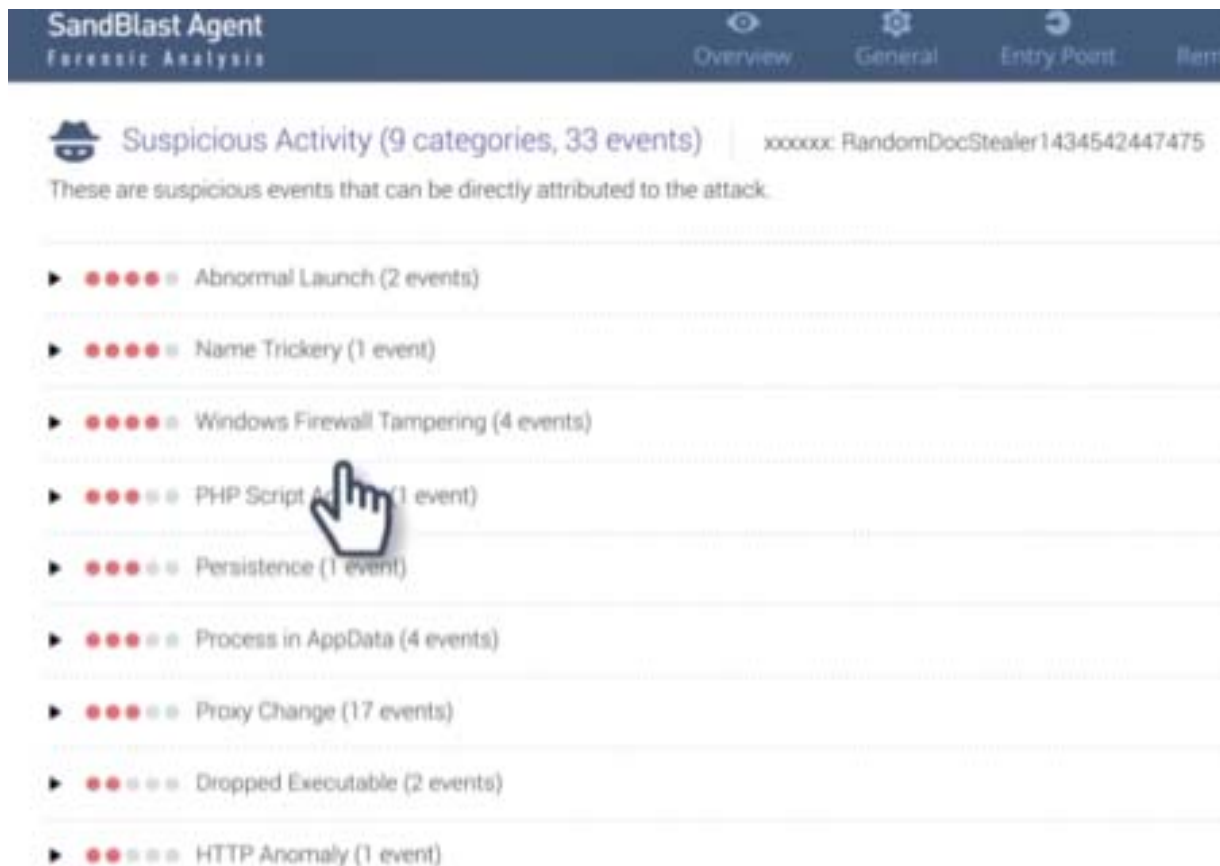 SandBlast Agent
Forensic Analysis
Overview
General
Entry Point
Rem
Suspicious Activity (9 categories, 33 events)
xxxxxx: RandomDocStealer1434542447475
These are suspicious events that can be directly attributed to the attack.
Abnormal Launch (2 events)
Name Trickery (1 event)
Windows Firewall Tampering (4 events)
PHP Script (1 event)
Persistence (1 event)
Process in AppData (4 events)
Proxy Change (17 events)
Dropped Executable (2 events)
HTTP Anomaly (1 event)